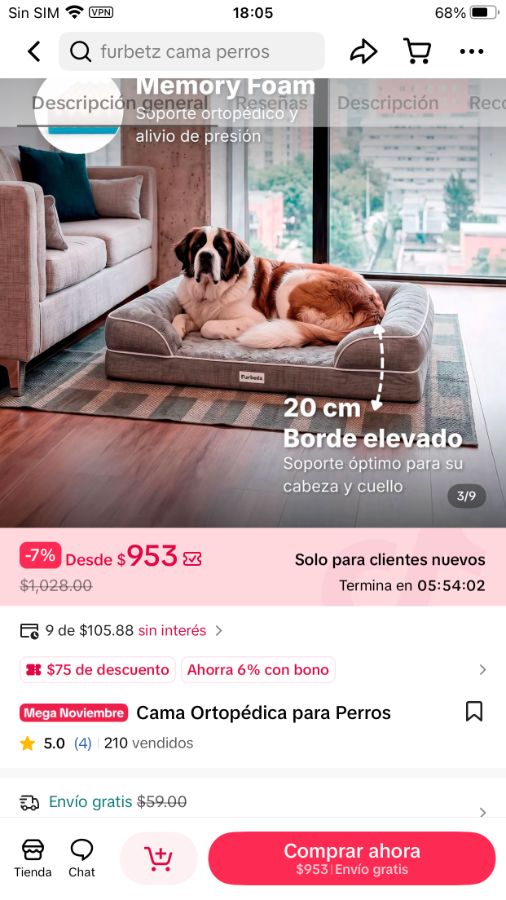 Sin SIM VPN 18:05 68%
furbetz cama perros
Memory Foam
Descripción general Reseñas Descripción Reco
Soporte ortopédico y
alivio de presión
Furbeds
20 cm
Borde elevado
Soporte óptimo para su
cabeza y cuello
3/9
-7% Desde $953 Solo para clientes nuevos
$1,028.00 Termina en 05:54:02
9 de $105.88 sin interés
$75 de descuento Ahorra 6% con bono
Mega Noviembre Cama Ortopédica para Perros
5.0 (4) 210 vendidos
Envío gratis $59.00
Comprar ahora
Tienda Chat $953 Envío gratis